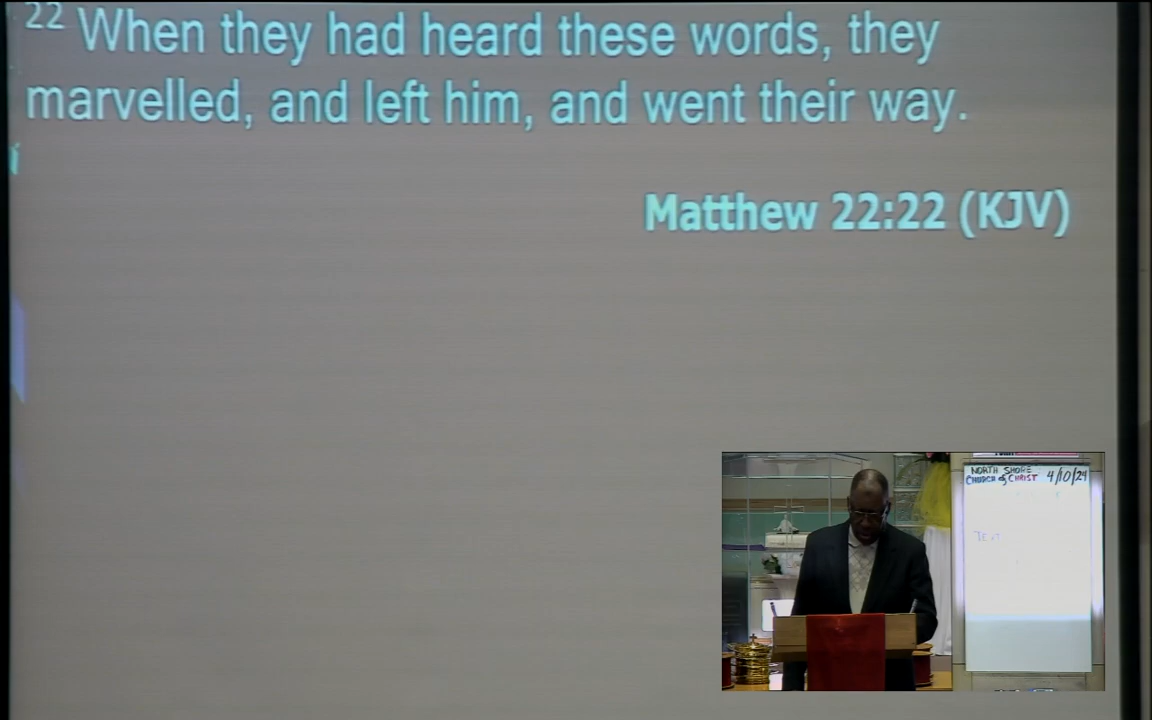 22 When they had heard these words, they
marvelled, and left him, and went their way.
Matthew 22:22 (KJV)
NORTH SHORE
CHURCH of CHRIST 4/10/24